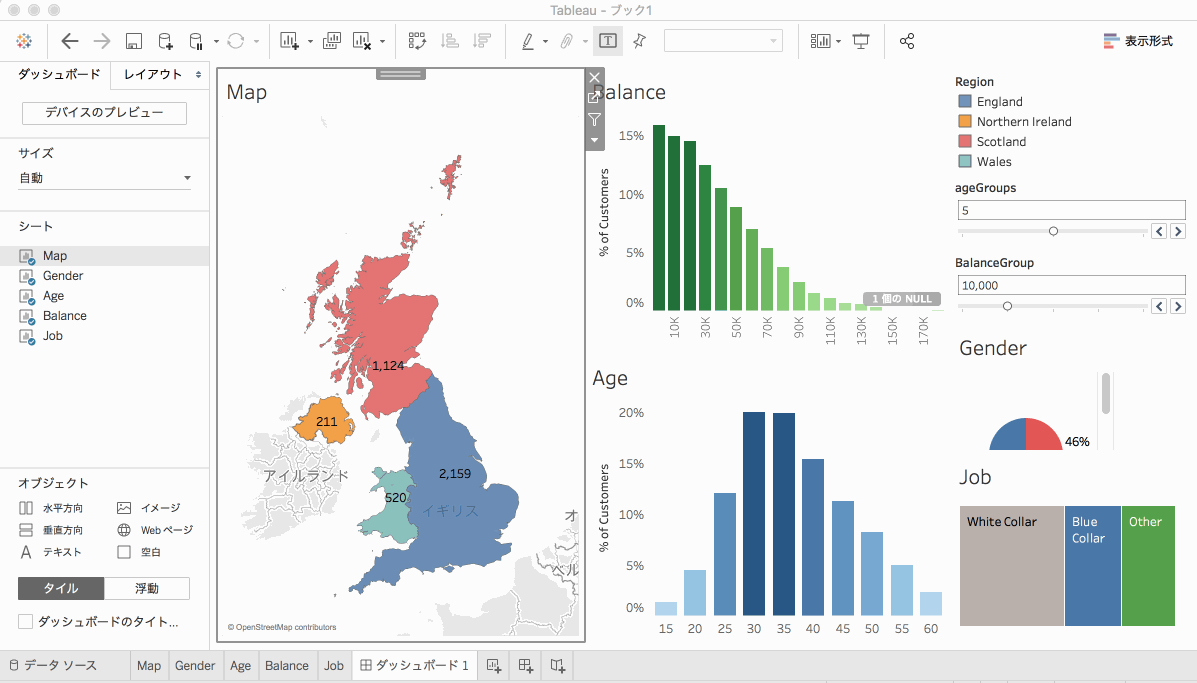 Tableau - ブック1
表示形式
ダッシュボード
レイアウト
デバイスのプレビュー
サイズ
自動
シート
Map
Gender
Age
Balance
Job
オブジェクト
水平方向
イメージ
垂直方向
Web ページ
A テキスト
空白
タイル
浮動
ダッシュボードのタイト...
Map
1,124
211
2,159
520
アイルランド
イギリス
オ
ベル
© OpenStreetMap contributors
Balance
% of Customers
15%
10%
5%
0%
1 個の NULL
10K
30K
50K
70K
90K
110K
130K
150K
170K
Age
% of Customers
20%
15%
10%
5%
0%
15 20 25 30 35 40 45 50 55 60
Region
England
Northern Ireland
Scotland
Wales
ageGroups
5
BalanceGroup
10,000
Gender
46%
Job
White Collar
Blue
Collar
Other
データ ソース
Map
Gender
Age
Balance
Job
ダッシュボード 1